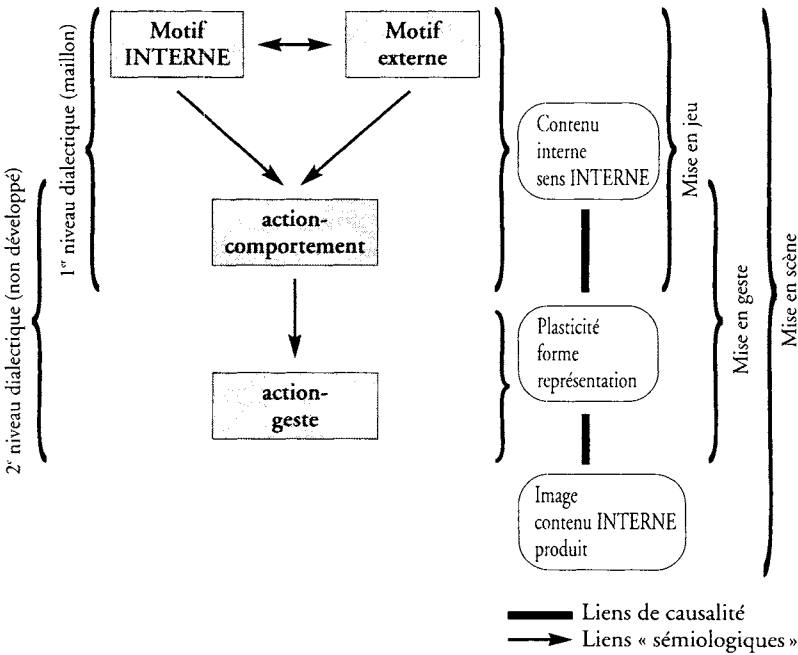 Motif
INTERNE
Motif
externe
1er niveau dialectique (maillon)
2e niveau dialectique (non développé)
action-
comportement
action-
geste
Contenu
interne
sens INTERNE
Plasticité
forme
représentation
Image
contenu INTERNE
produit
Mise en jeu
Mise en geste
Mise en scène
Liens de causalité
Liens « sémiologiques »